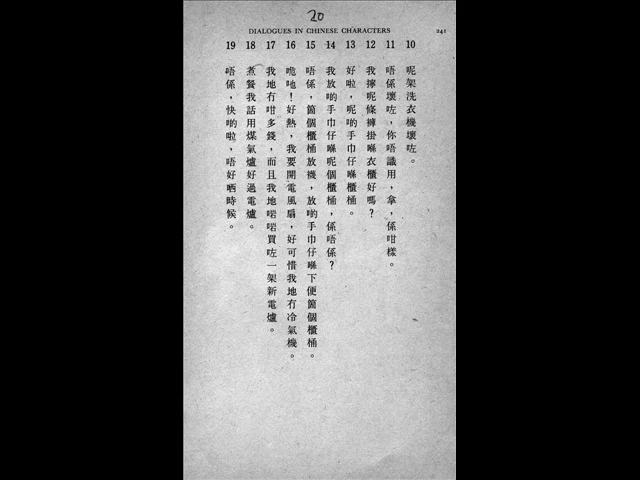 20
DIALOGUES IN CHINESE CHARACTERS 241
10 呢架洗衣機壞咗。
11 唔係壞咗，你唔識用，拿，係咁樣。
12 我擰呢條褲掛喺衣櫃好嗎？
13 好啦，呢啲手巾仔喺櫃桶。
14 我放啲手巾仔喺呢個櫃桶，係唔係？
15 唔係，箇個櫃桶放襪，放啲手巾仔喺下便箇個櫃桶。
16 ！好熱，我要開電風扇，好可惜我地冇冷氣機。
17 我地冇咁多錢，而且我地啱啱買咗一架新電爐。
18 煮餐我話用煤氣爐好過電爐。
19 唔係，快啲啦，唔好嘥時候。